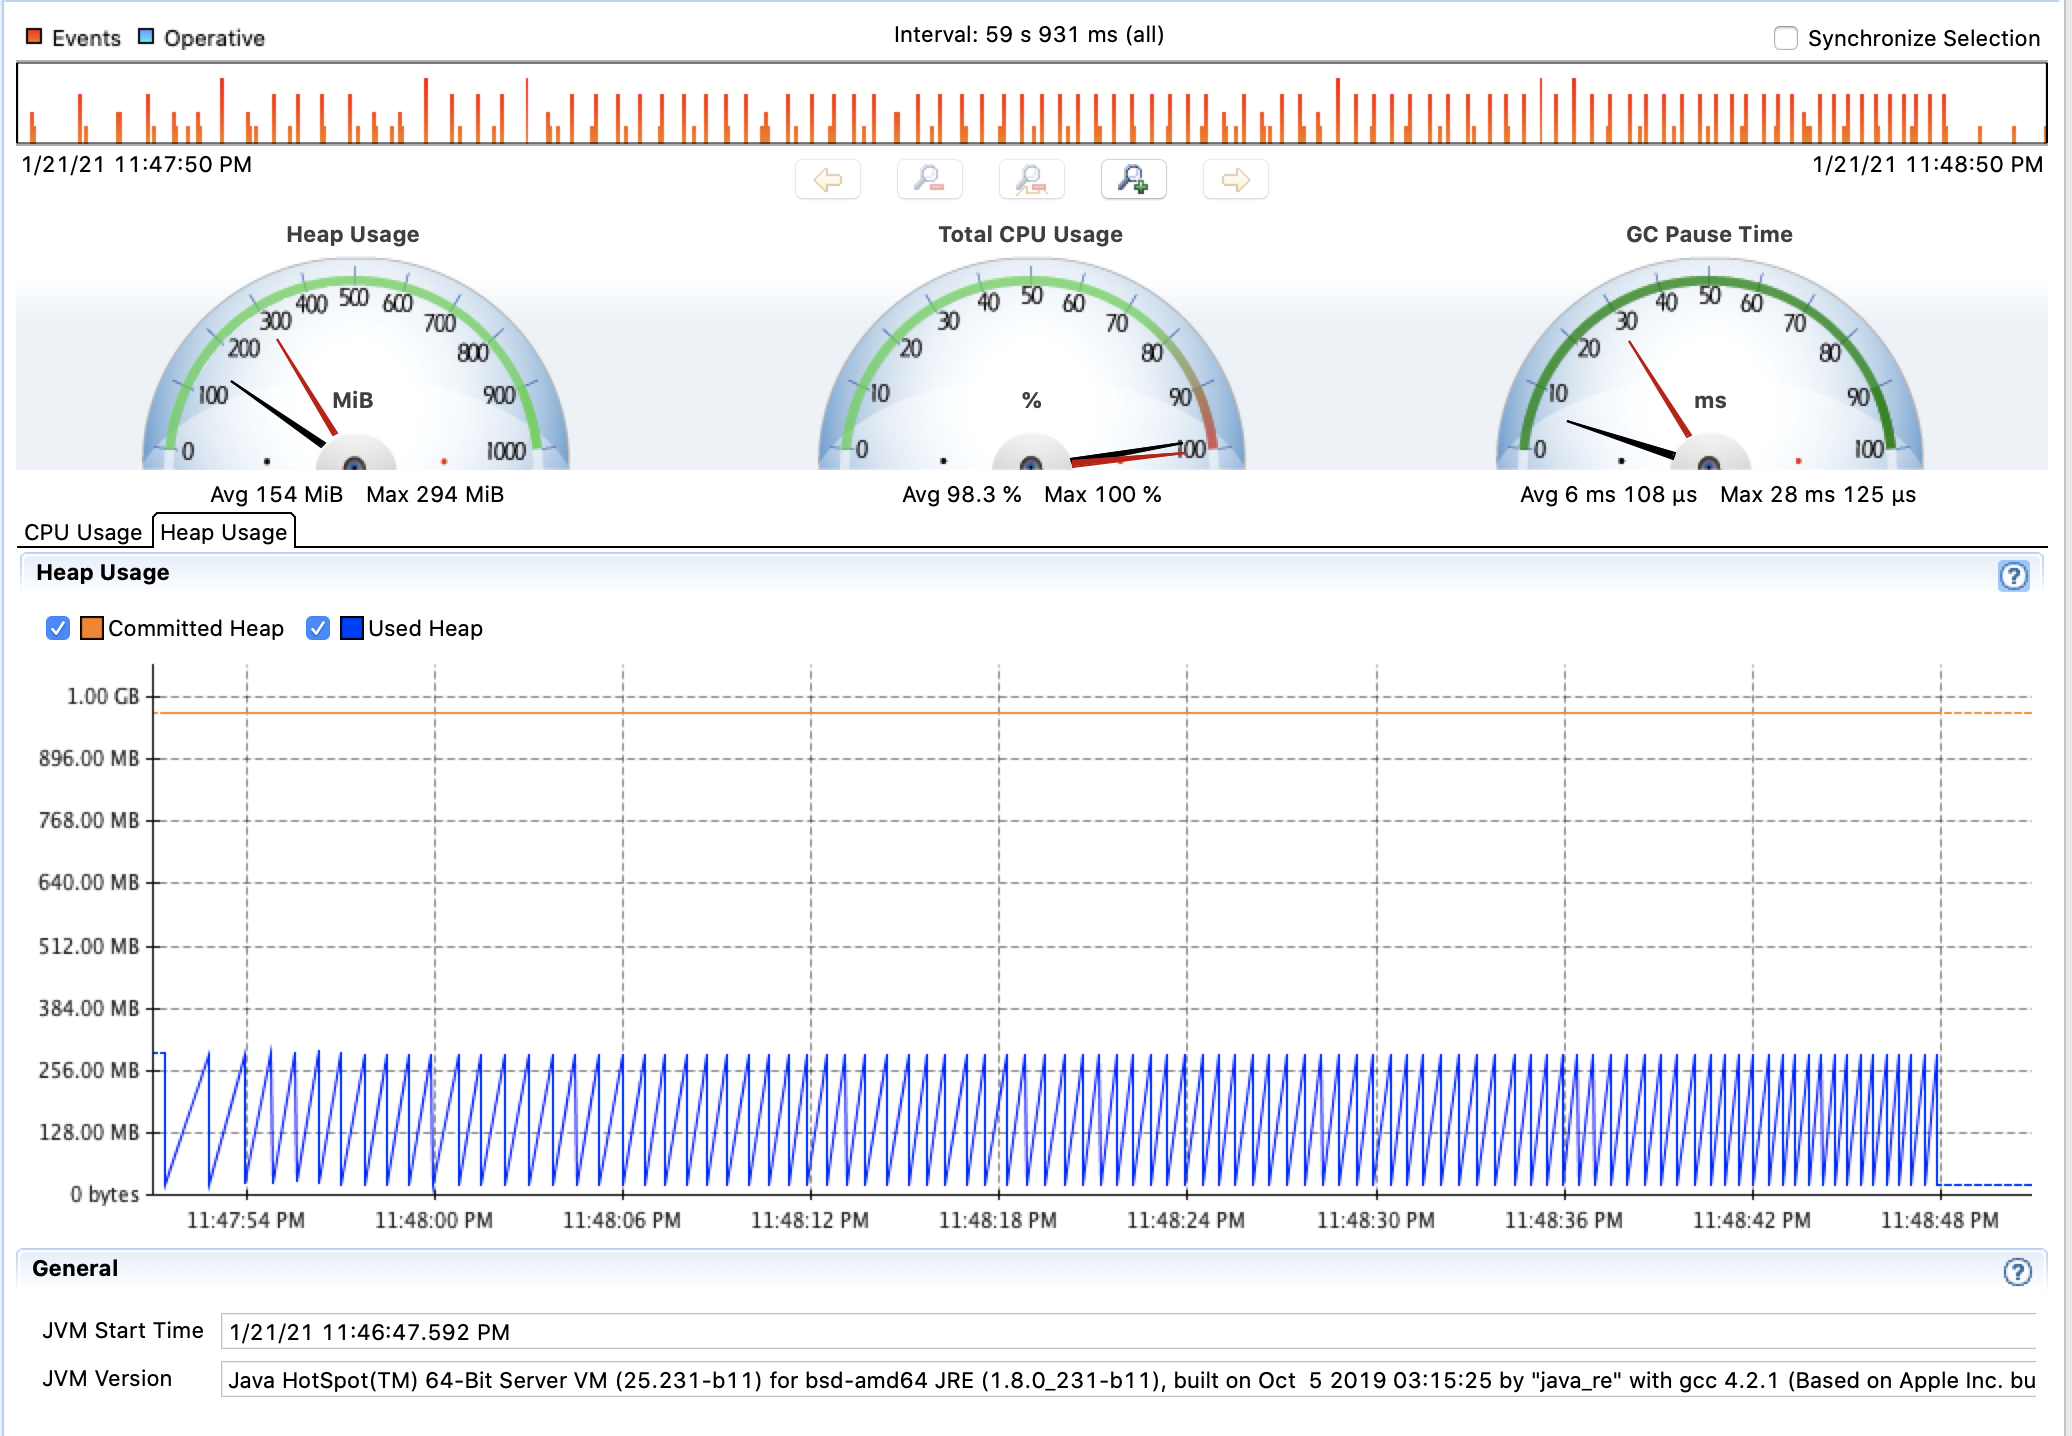 Events Operative Interval: 59 s 931 ms (all) Synchronize Selection
1/21/21 11:47:50 PM 1/21/21 11:48:50 PM
Heap Usage
0 100 200 300 400 500 600 700 800 900 1000
MiB
Avg 154 MiB Max 294 MiB
Total CPU Usage
0 10 20 30 40 50 60 70 80 90 100
%
Avg 98.3 % Max 100 %
GC Pause Time
0 10 20 30 40 50 60 70 80 90 100
ms
Avg 6 ms 108 µs Max 28 ms 125 µs
CPU Usage Heap Usage
Heap Usage ?
Committed Heap Used Heap
1.00 GB
896.00 MB
768.00 MB
640.00 MB
512.00 MB
384.00 MB
256.00 MB
128.00 MB
0 bytes
11:47:54 PM 11:48:00 PM 11:48:06 PM 11:48:12 PM 11:48:18 PM 11:48:24 PM 11:48:30 PM 11:48:36 PM 11:48:42 PM 11:48:48 PM
General ?
JVM Start Time 1/21/21 11:46:47.592 PM
JVM Version Java HotSpot(TM) 64-Bit Server VM (25.231-b11) for bsd-amd64 JRE (1.8.0_231-b11), built on Oct  5 2019 03:15:25 by "java_re" with gcc 4.2.1 (Based on Apple Inc. bu